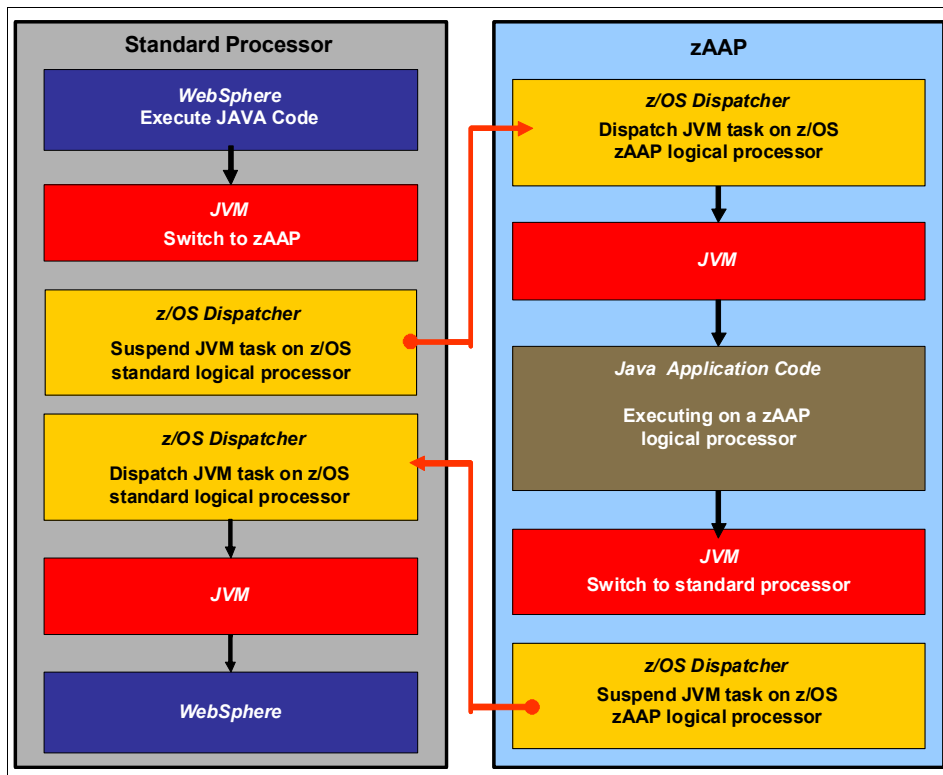 Standard Processor
WebSphere
Execute JAVA Code
JVM
Switch to zAAP
z/OS Dispatcher
Suspend JVM task on z/OS
standard logical processor
z/OS Dispatcher
Dispatch JVM task on z/OS
standard logical processor
JVM
WebSphere
zAAP
z/OS Dispatcher
Dispatch JVM task on z/OS
zAAP logical processor
JVM
Java Application Code
Executing on a zAAP
logical processor
JVM
Switch to standard processor
z/OS Dispatcher
Suspend JVM task on z/OS
zAAP logical processor